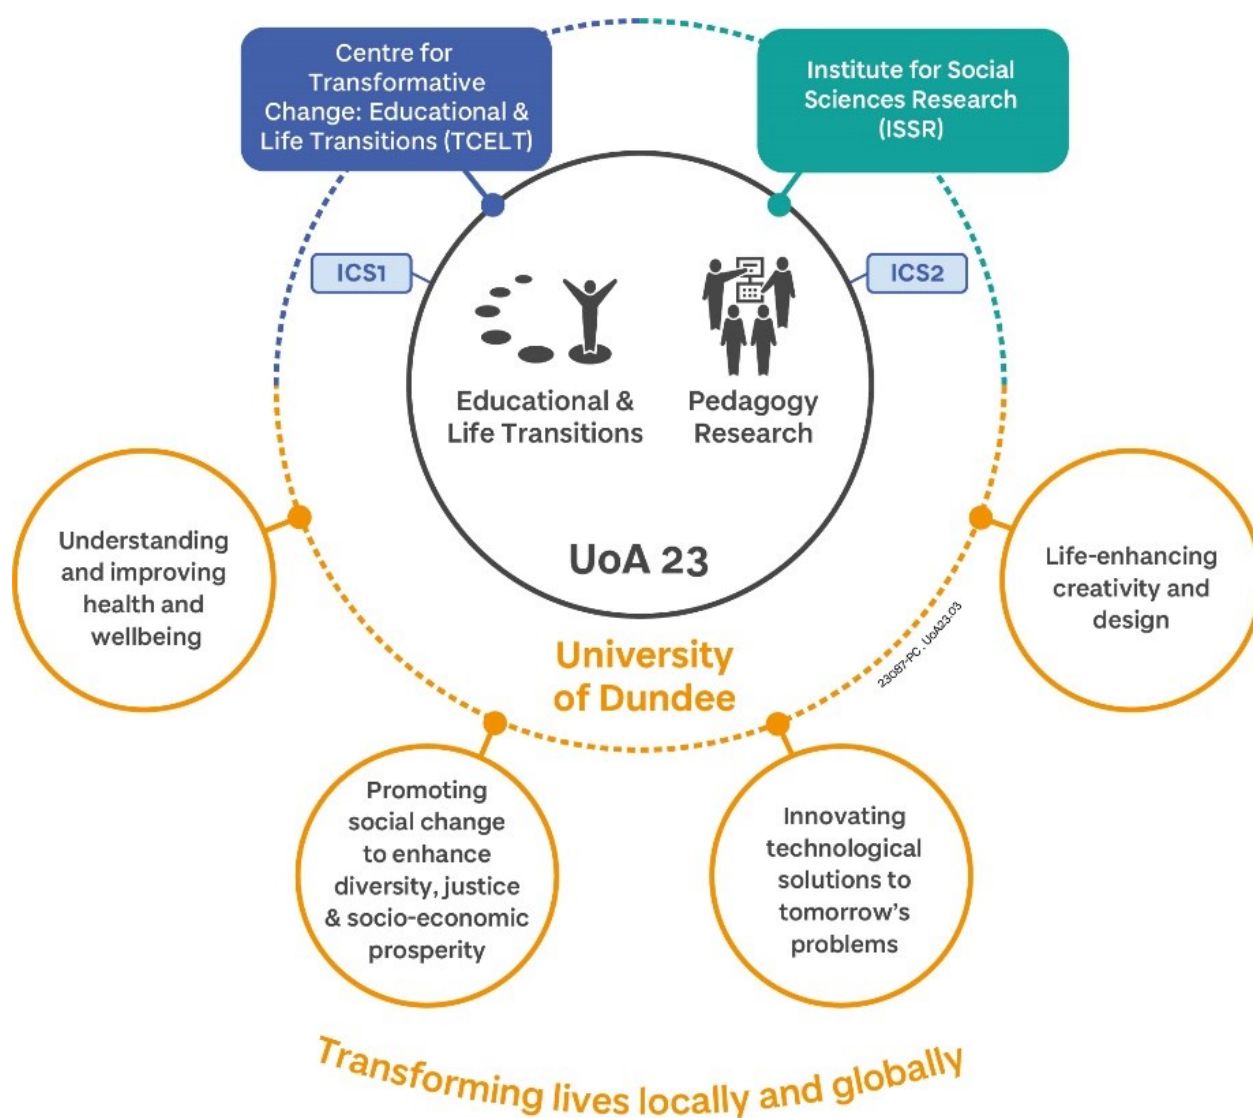 Centre for
Transformative
Change: Educational &
Life Transitions (TCELT)
Institute for Social
Sciences Research
(ISSR)
ICS1
ICS2
Educational &
Life Transitions
Pedagogy
Research
UoA 23
University
of Dundee
23087-PC . UoA23.03
Understanding
and improving
health and
wellbeing
Promoting
social change
to enhance
diversity, justice
& socio-economic
prosperity
Innovating
technological
solutions to
tomorrow's
problems
Life-enhancing
creativity and
design
Transforming lives locally and globally